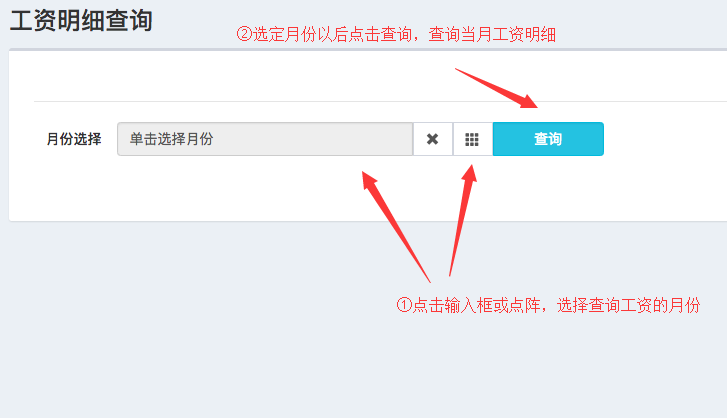 工资明细查询
②选定月份以后点击查询，查询当月工资明细
月份选择 单击选择月份 查询
①点击输入框或点阵，选择查询工资的月份